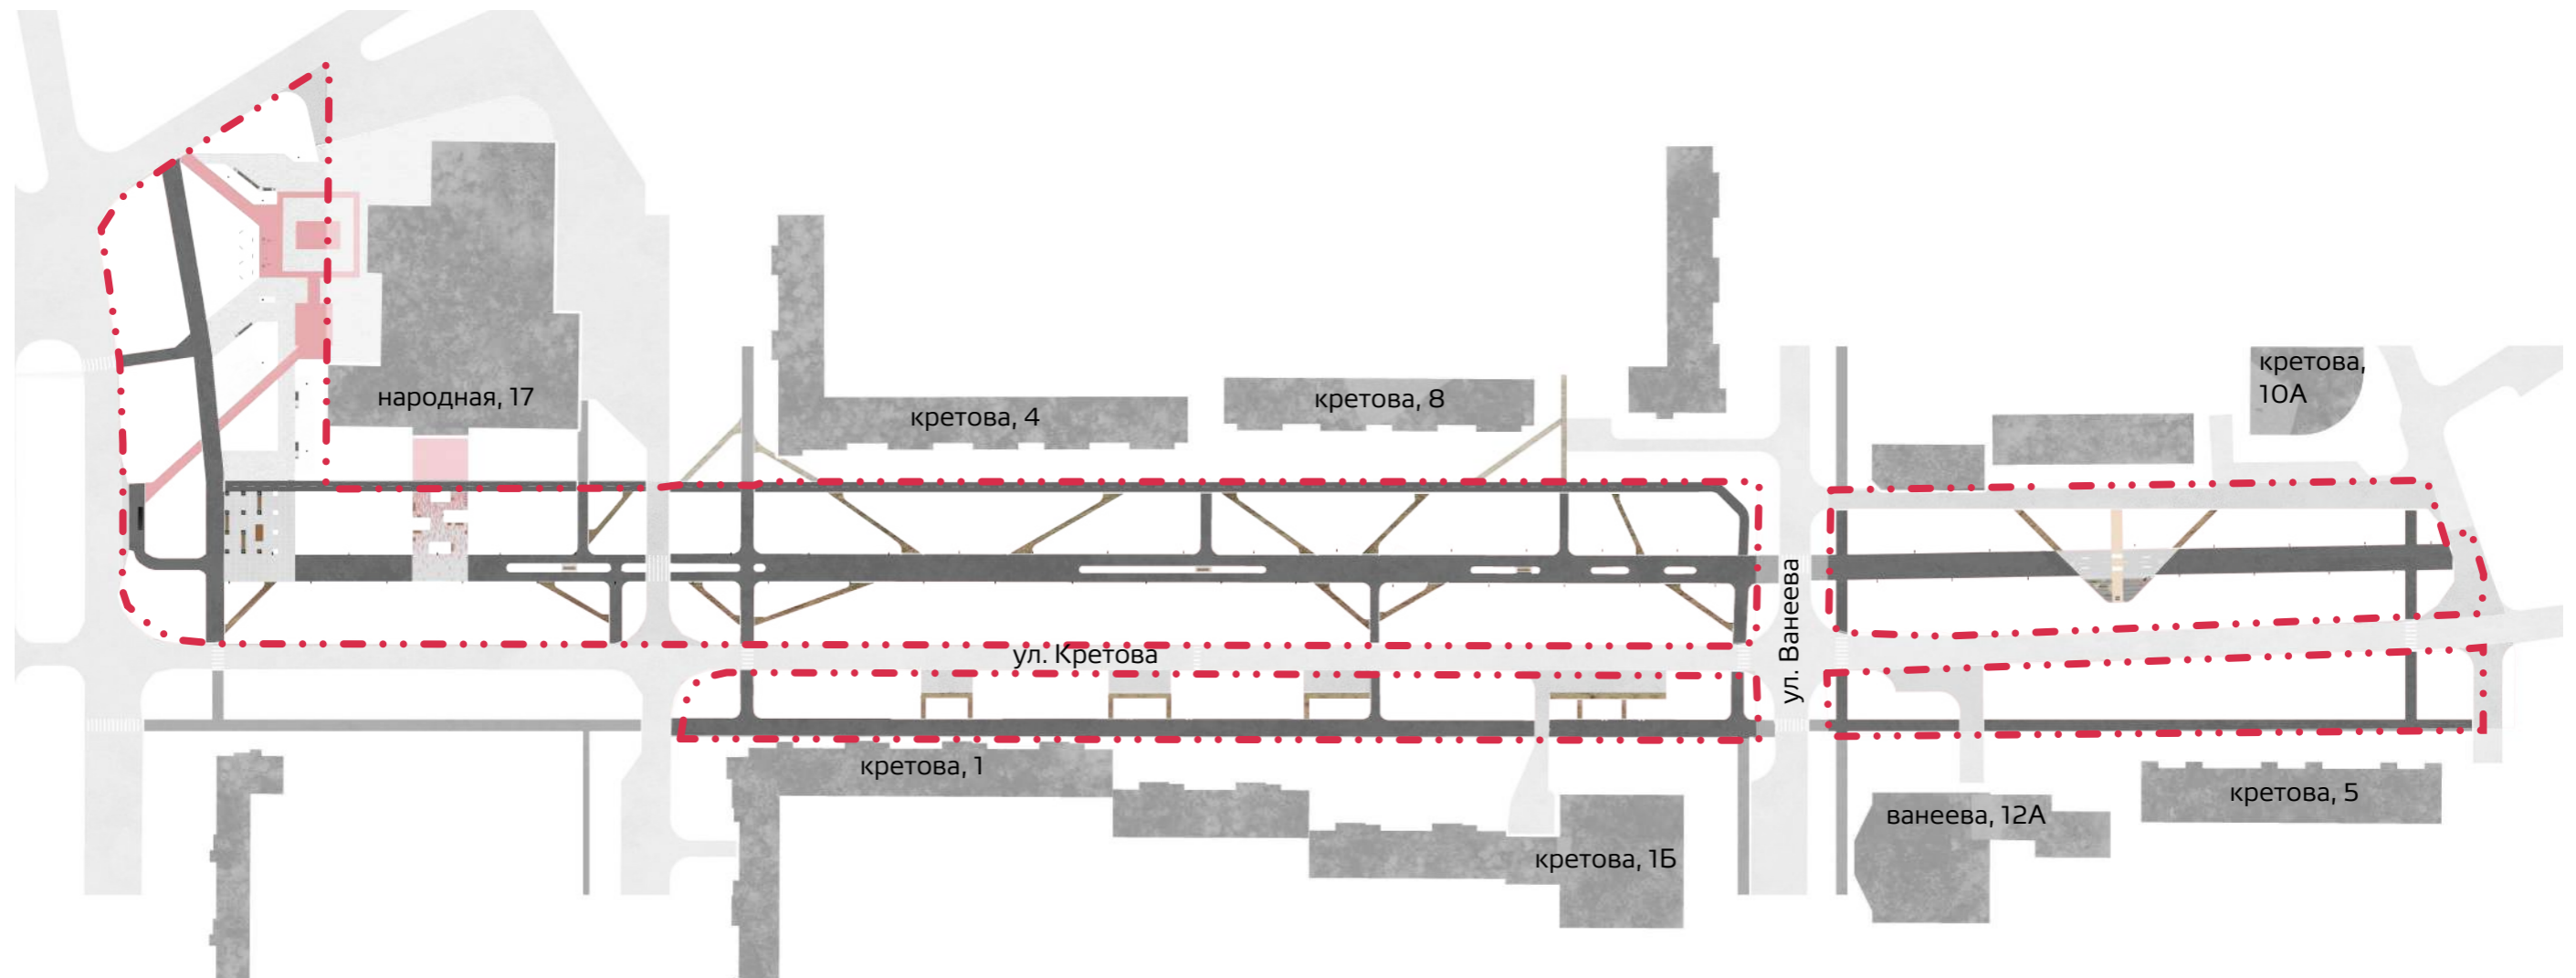 кретова,
10А
народная, 17
кретова, 4
кретова, 8
ул. Ванеева
ул. Кретова
кретова, 1
кретова, 1Б
ванеева, 12А
кретова, 5